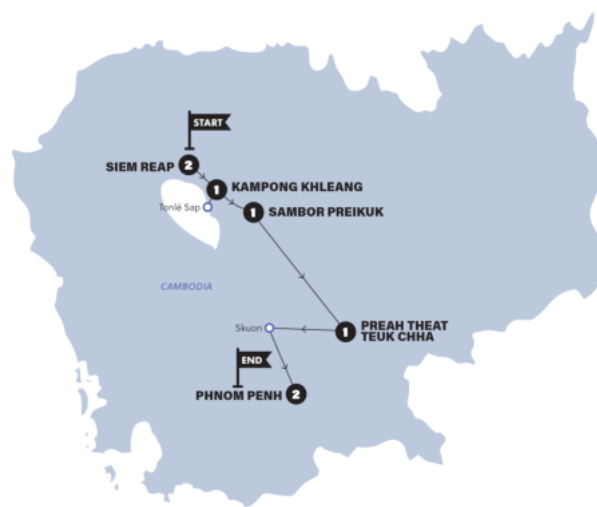 START
SIEM REAP 2
1 KAMPONG KHLEANG
Tonlé Sap
1 SAMBOR PREIKUK
CAMBODIA
Skuon
1 PREAH THEAT
TEUK CHHA
END
PHNOM PENH 2